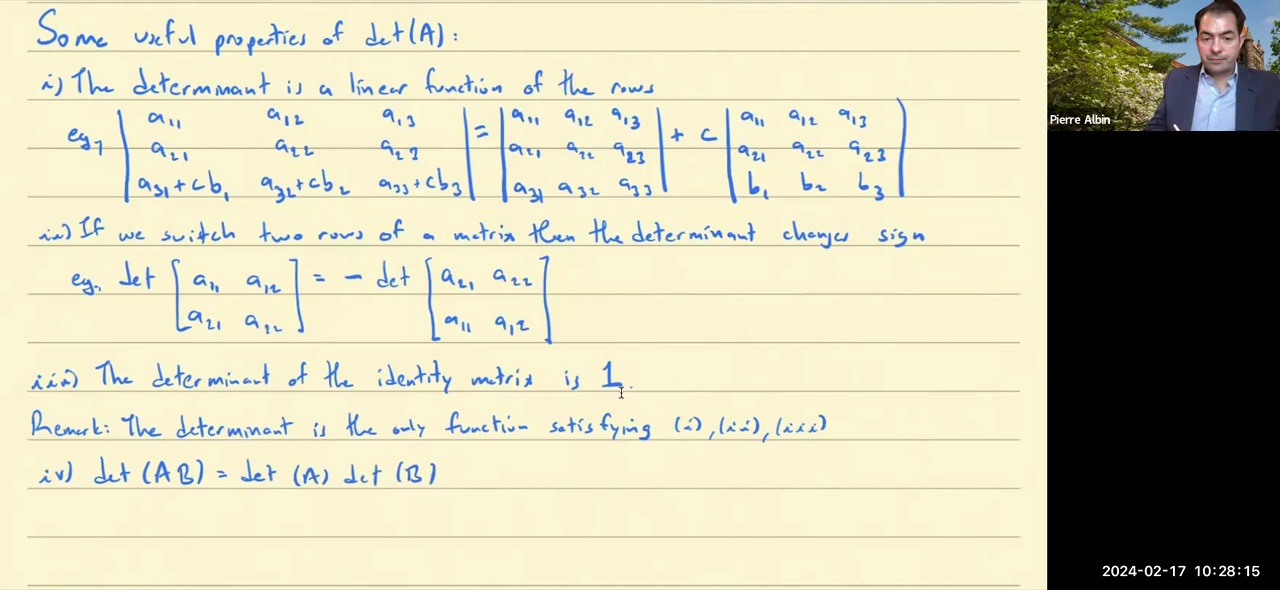 Some useful properties of det(A):
i) The determinant is a linear function of the rows
eg, | a₁₁ a₁₂ a₁₃ | = | a₁₁ a₁₂ a₁₃ | + c | a₁₁ a₁₂ a₁₃ |
| a₂₁ a₂₂ a₂₃ | | a₂₁ a₂₂ a₂₃ | | a₂₁ a₂₂ a₂₃ |
| a₃₁+cb₁ a₃₂+cb₂ a₃₃+cb₃ | | a₃₁ a₃₂ a₃₃ | | b₁ b₂ b₃ |
ii) If we switch two rows of a matrix then the determinant changes sign
eg, det [ a₁₁ a₁₂ ] = - det [ a₂₁ a₂₂ ]
[ a₂₁ a₂₂ ] [ a₁₁ a₁₂ ]
iii) The determinant of the identity matrix is 1.
Remark: The determinant is the only function satisfying (i), (ii), (iii)
iv) det (AB) = det (A) det (B)
Pierre Albin
2024-02-17 10:28:15